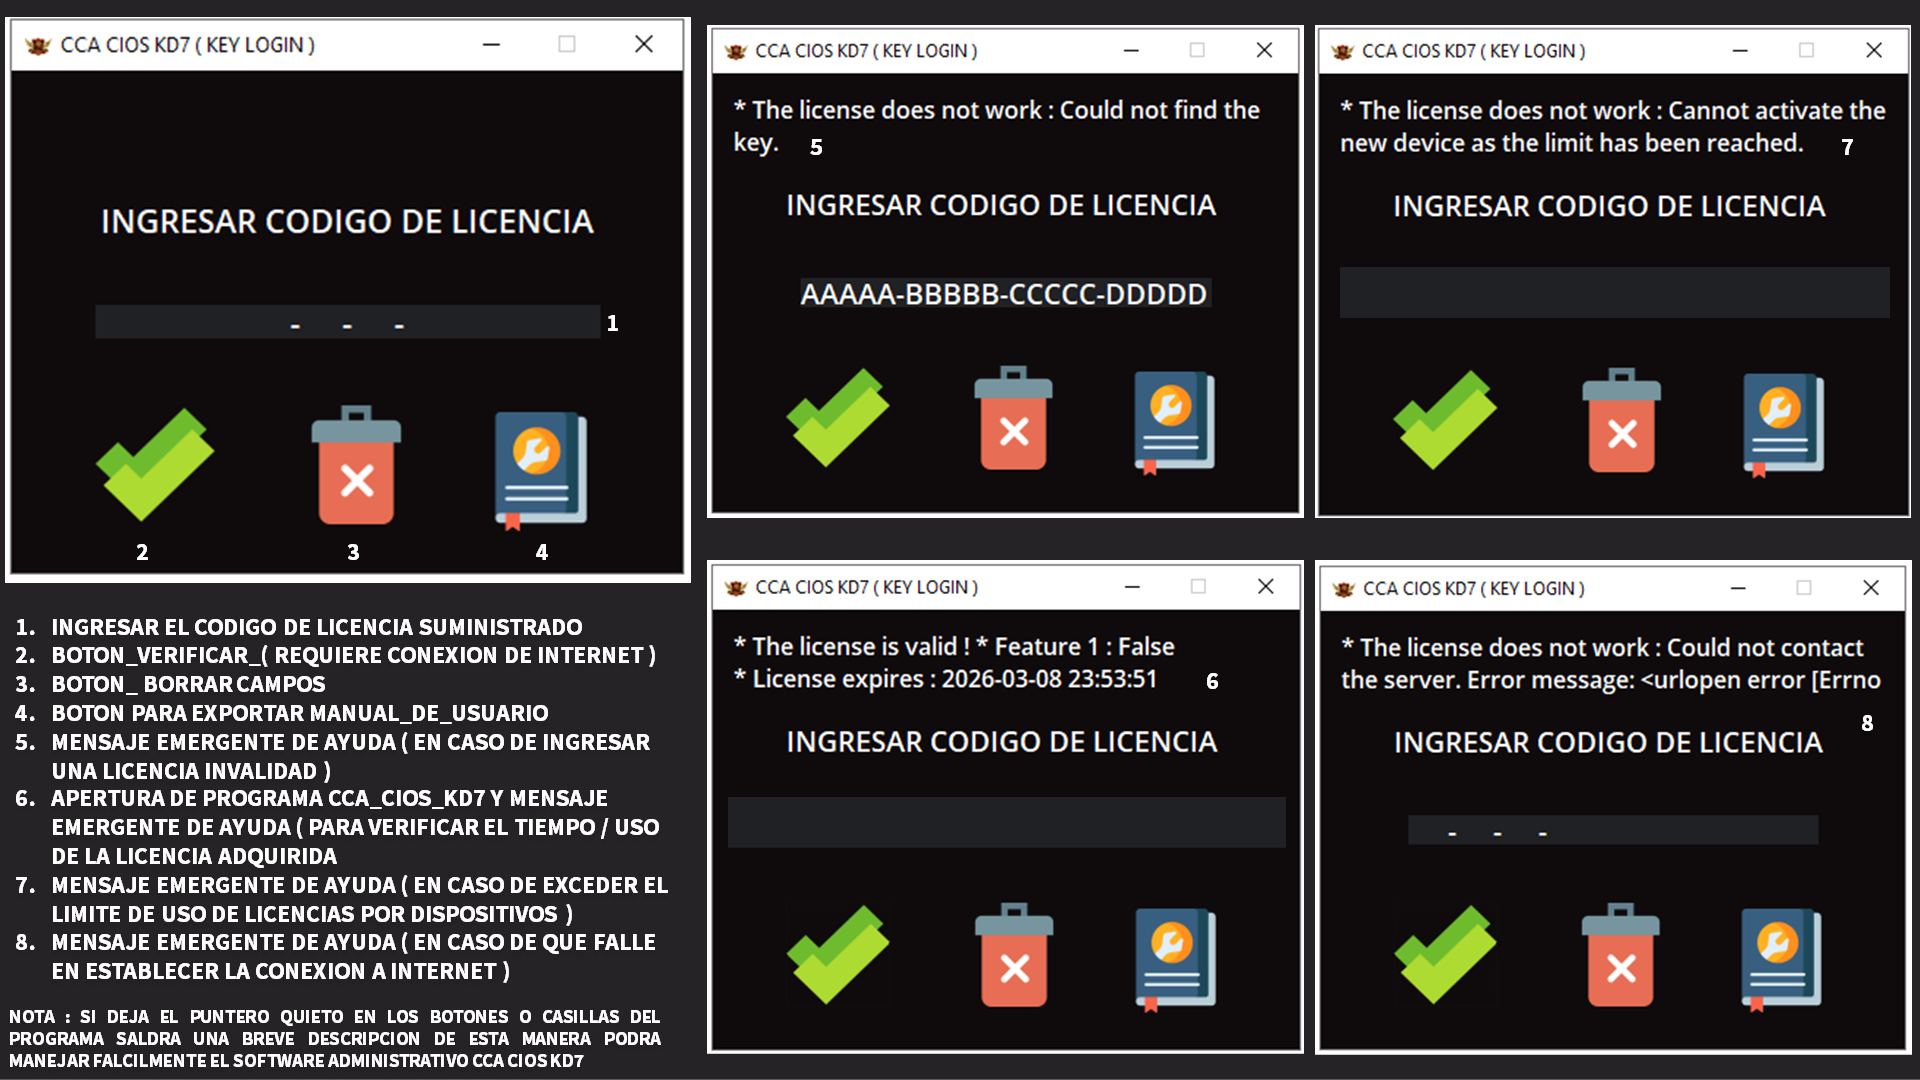 CCA CIOS KD7 ( KEY LOGIN )
INGRESAR CODIGO DE LICENCIA
- - -
1
2 3 4
1. INGRESAR EL CODIGO DE LICENCIA SUMINISTRADO
2. BOTON_VERIFICAR_( REQUIERE CONEXION DE INTERNET )
3. BOTON_ BORRAR CAMPOS
4. BOTON PARA EXPORTAR MANUAL_DE_USUARIO
5. MENSAJE EMERGENTE DE AYUDA ( EN CASO DE INGRESAR
UNA LICENCIA INVALIDAD )
6. APERTURA DE PROGRAMA CCA_CIOS_KD7 Y MENSAJE
EMERGENTE DE AYUDA ( PARA VERIFICAR EL TIEMPO / USO
DE LA LICENCIA ADQUIRIDA
7. MENSAJE EMERGENTE DE AYUDA ( EN CASO DE EXCEDER EL
LIMITE DE USO DE LICENCIAS POR DISPOSITIVOS )
8. MENSAJE EMERGENTE DE AYUDA ( EN CASO DE QUE FALLE
EN ESTABLECER LA CONEXION A INTERNET )
NOTA : SI DEJA EL PUNTERO QUIETO EN LOS BOTONES O CASILLAS DEL
PROGRAMA SALDRA UNA BREVE DESCRIPCION DE ESTA MANERA PODRA
MANEJAR FALCILMENTE EL SOFTWARE ADMINISTRATIVO CCA CIOS KD7
CCA CIOS KD7 ( KEY LOGIN )
* The license does not work : Could not find the
key. 5
INGRESAR CODIGO DE LICENCIA
AAAAA-BBBBB-CCCCC-DDDDD
CCA CIOS KD7 ( KEY LOGIN )
* The license does not work : Cannot activate the
new device as the limit has been reached. 7
INGRESAR CODIGO DE LICENCIA
CCA CIOS KD7 ( KEY LOGIN )
* The license is valid ! * Feature 1 : False
* License expires : 2026-03-08 23:53:51 6
INGRESAR CODIGO DE LICENCIA
CCA CIOS KD7 ( KEY LOGIN )
* The license does not work : Could not contact
the server. Error message: <urlopen error [Errno
8
INGRESAR CODIGO DE LICENCIA
- - -